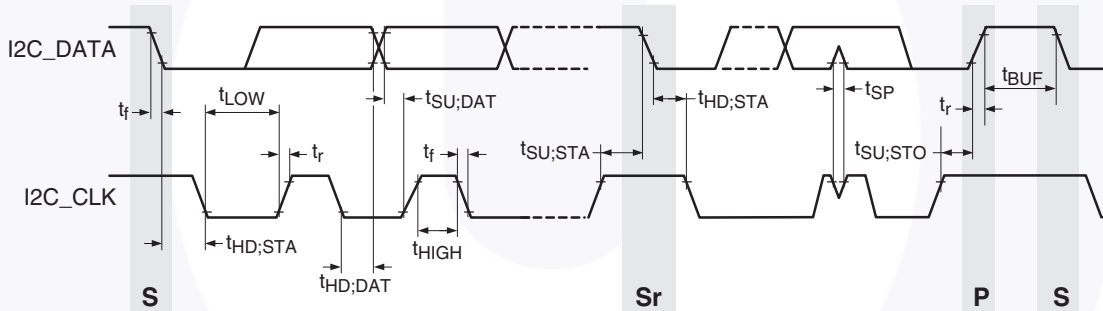 I2C_DATA
tf
tLOW
tSU;DAT
tHD;STA
tSP
tr
tBUF
tr
tf
tSU;STA
tSU;STO
I2C_CLK
tHD;STA
tHD;DAT
tHIGH
S
Sr
P
S